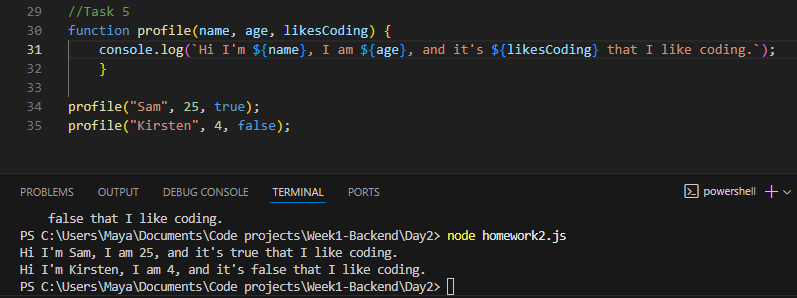 29 //Task 5
30 function profile(name, age, likesCoding) {
31 console.log(`Hi I'm ${name}, I am ${age}, and it's ${likesCoding} that I like coding.`);
32 }
33
34 profile("Sam", 25, true);
35 profile("Kirsten", 4, false);
PROBLEMS OUTPUT DEBUG CONSOLE TERMINAL PORTS powershell
false that I like coding.
PS C:\Users\Maya\Documents\Code projects\Week1-Backend\Day2> node homework2.js
Hi I'm Sam, I am 25, and it's true that I like coding.
Hi I'm Kirsten, I am 4, and it's false that I like coding.
PS C:\Users\Maya\Documents\Code projects\Week1-Backend\Day2>